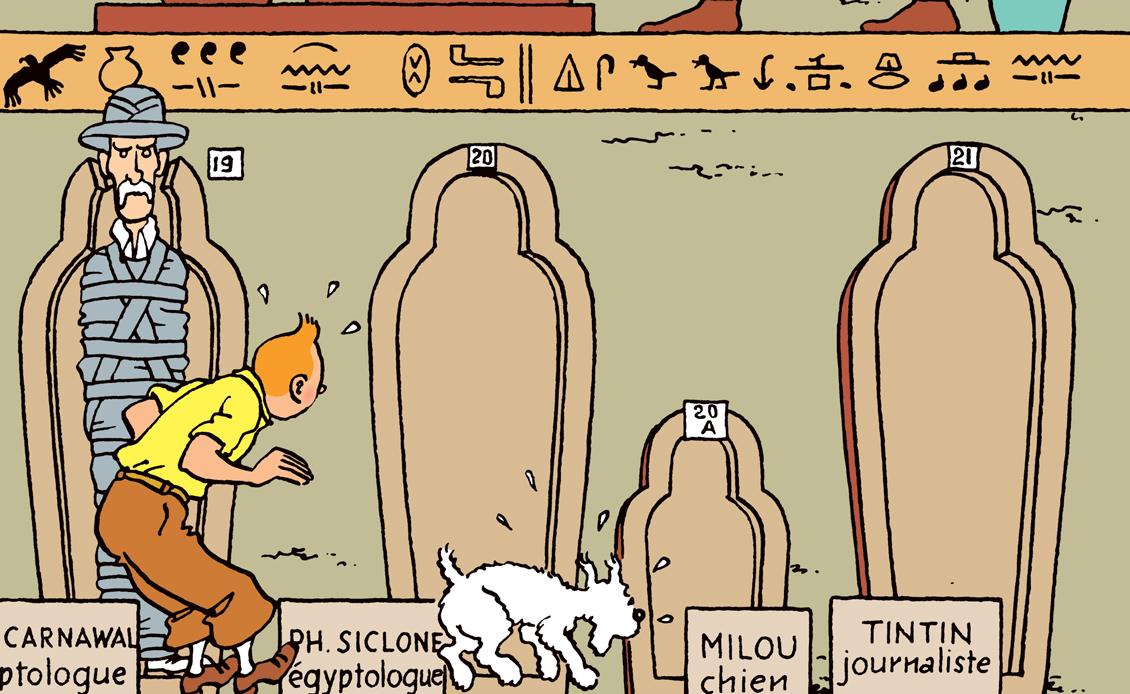 19
20
21
20
A
CARNAWAL
ptologue
PH. SICLONE
égyptologue
MILOU
chien
TINTIN
journaliste